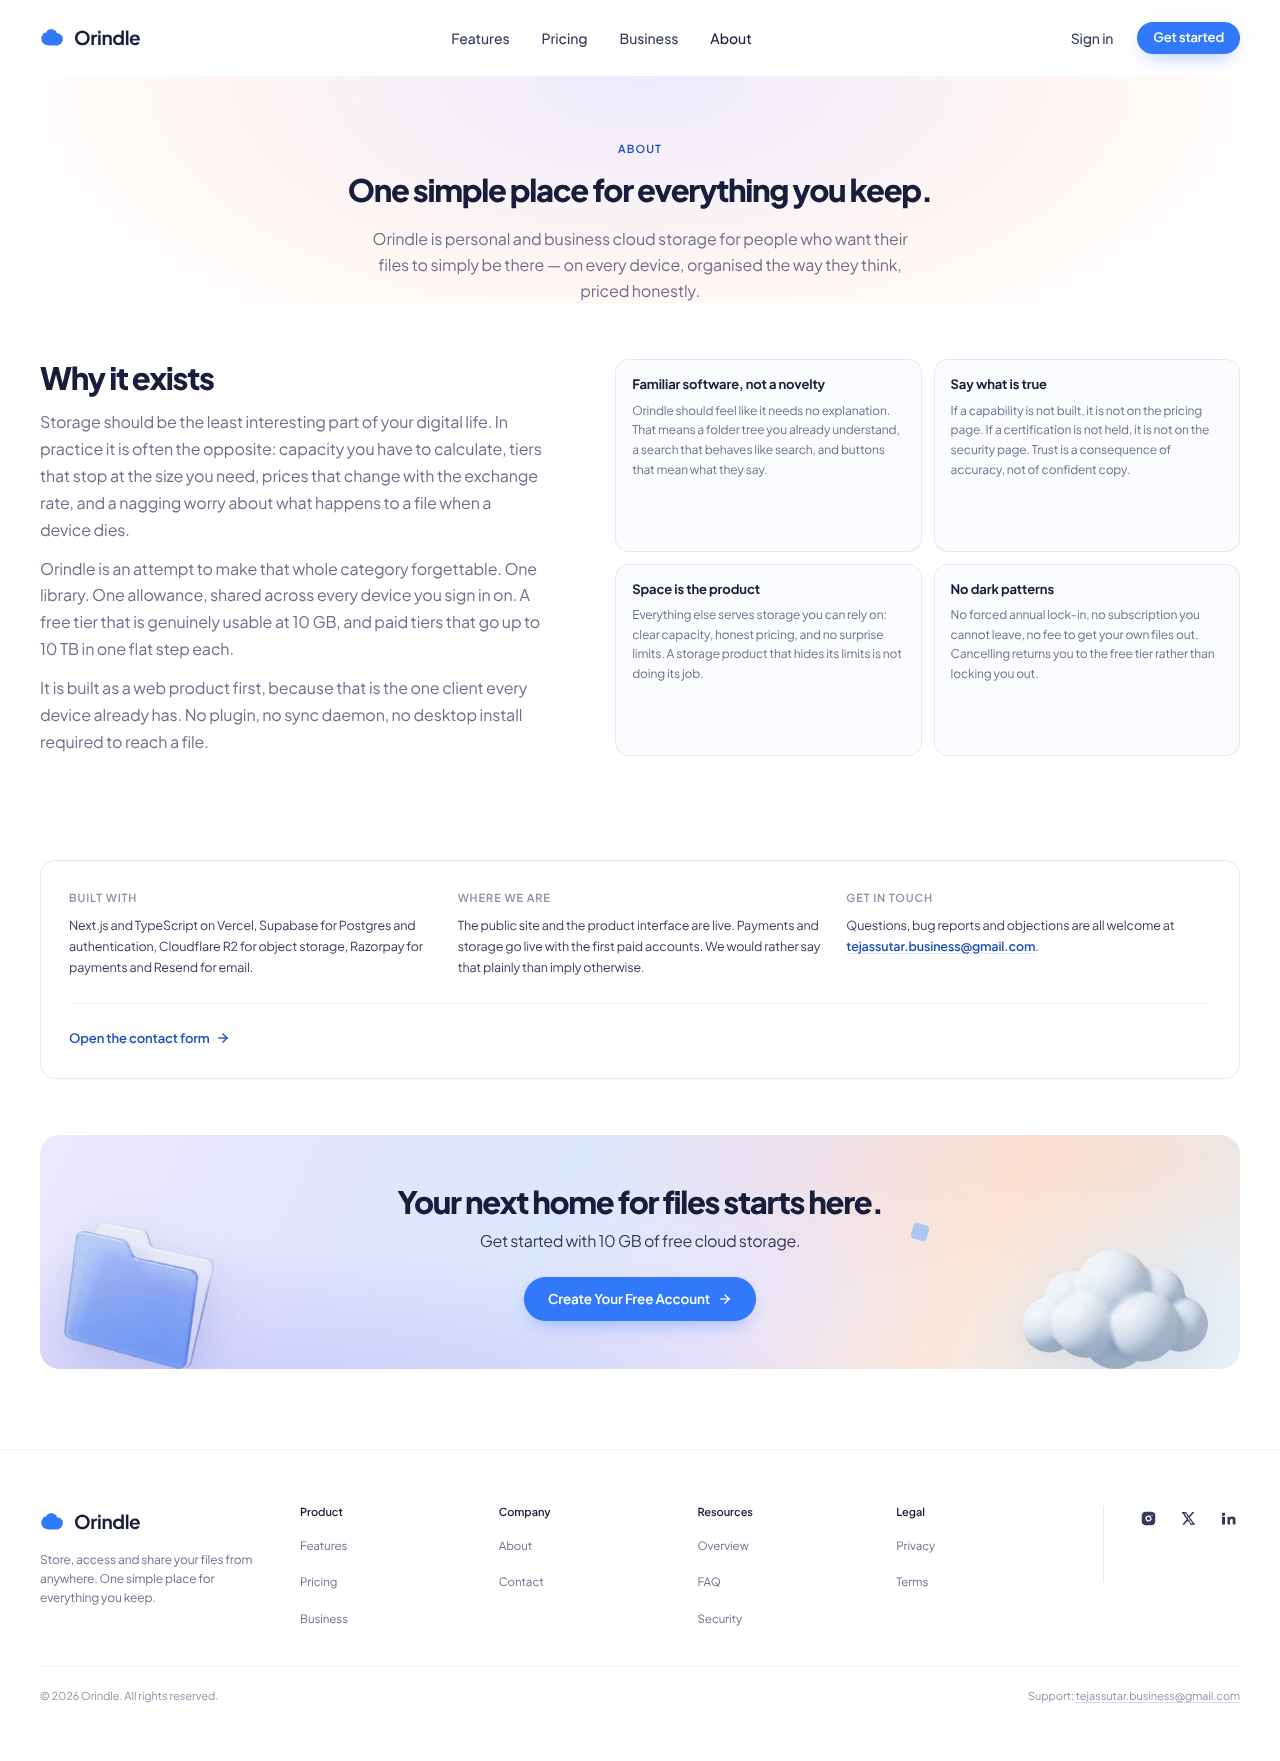 Orindle
Features
Pricing
Business
About
Sign in
Get started
ABOUT
One simple place for everything you keep.
Orindle is personal and business cloud storage for people who want their
files to simply be there — on every device, organised the way they think,
priced honestly.
Why it exists
Storage should be the least interesting part of your digital life. In
practice it is often the opposite: capacity you have to calculate, tiers
that stop at the size you need, prices that change with the exchange
rate, and a nagging worry about what happens to a file when a
device dies.
Orindle is an attempt to make that whole category forgettable. One
library. One allowance, shared across every device you sign in on. A
free tier that is genuinely usable at 10 GB, and paid tiers that go up to
10 TB in one flat step each.
It is built as a web product first, because that is the one client every
device already has. No plugin, no sync daemon, no desktop install
required to reach a file.
Familiar software, not a novelty
Orindle should feel like it needs no explanation.
That means a folder tree you already understand,
a search that behaves like search, and buttons
that mean what they say.
Say what is true
If a capability is not built, it is not on the pricing
page. If a certification is not held, it is not on the
security page. Trust is a consequence of
accuracy, not of confident copy.
Space is the product
Everything else serves storage you can rely on:
clear capacity, honest pricing, and no surprise
limits. A storage product that hides its limits is not
doing its job.
No dark patterns
No forced annual lock-in, no subscription you
cannot leave, no fee to get your own files out.
Cancelling returns you to the free tier rather than
locking you out.
BUILT WITH
Next.js and TypeScript on Vercel, Supabase for Postgres and
authentication, Cloudflare R2 for object storage, Razorpay for
payments and Resend for email.
WHERE WE ARE
The public site and the product interface are live. Payments and
storage go live with the first paid accounts. We would rather say
that plainly than imply otherwise.
GET IN TOUCH
Questions, bug reports and objections are all welcome at
tejassutar.business@gmail.com.
Open the contact form →
Your next home for files starts here.
Get started with 10 GB of free cloud storage.
Create Your Free Account →
Orindle
Store, access and share your files from
anywhere. One simple place for
everything you keep.
Product
Features
Pricing
Business
Company
About
Contact
Resources
Overview
FAQ
Security
Legal
Privacy
Terms
© 2026 Orindle. All rights reserved.
Support: tejassutar.business@gmail.com